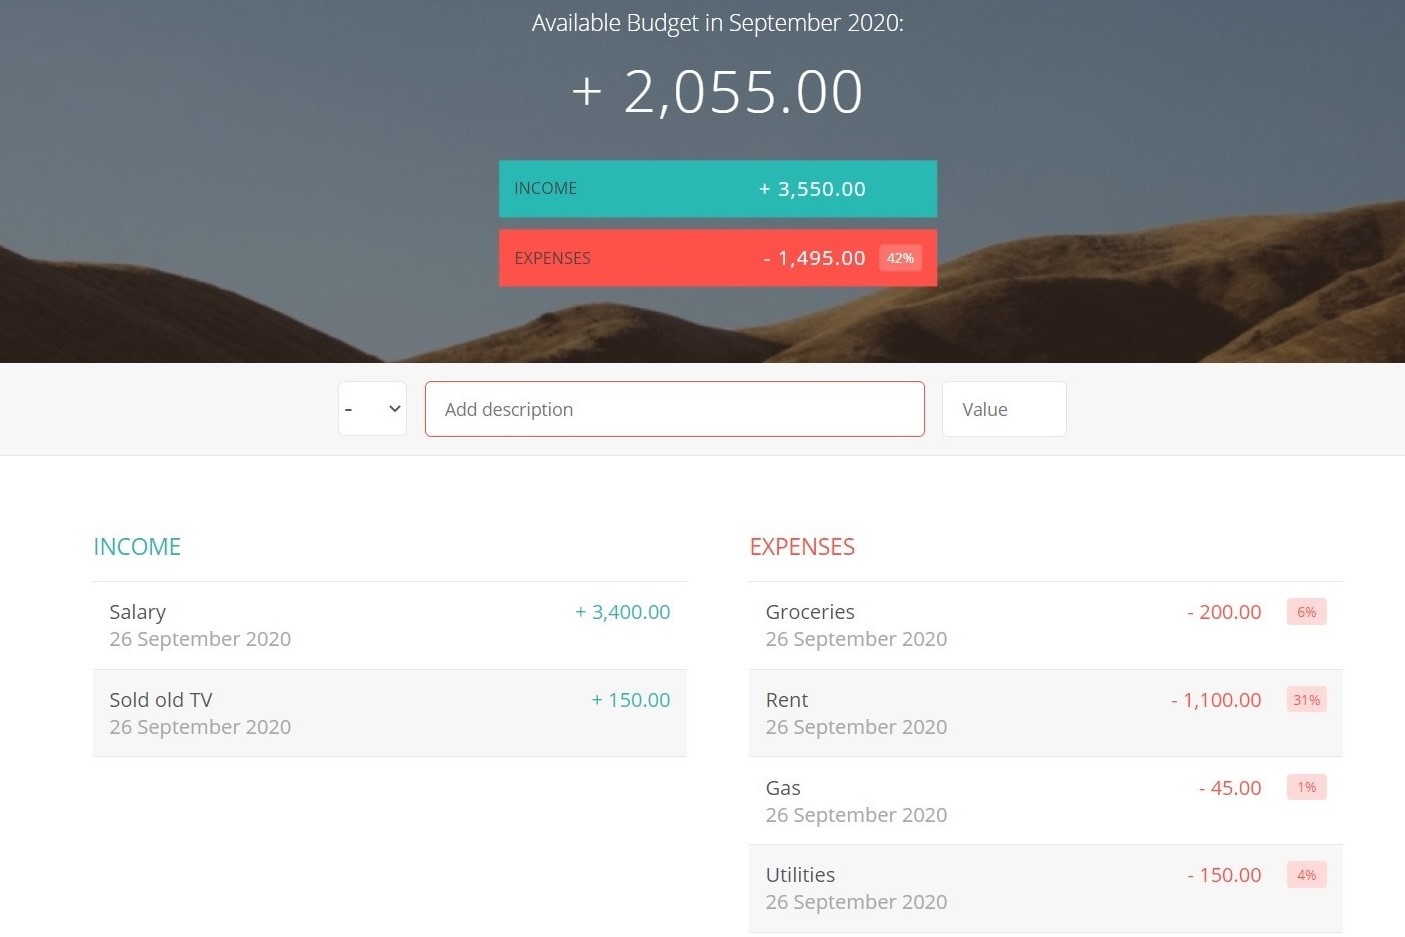 Available Budget in September 2020:
+ 2,055.00
INCOME + 3,550.00
EXPENSES - 1,495.00 42%
- Add description Value
INCOME
Salary + 3,400.00
26 September 2020
Sold old TV + 150.00
26 September 2020
EXPENSES
Groceries - 200.00 6%
26 September 2020
Rent - 1,100.00 31%
26 September 2020
Gas - 45.00 1%
26 September 2020
Utilities - 150.00 4%
26 September 2020